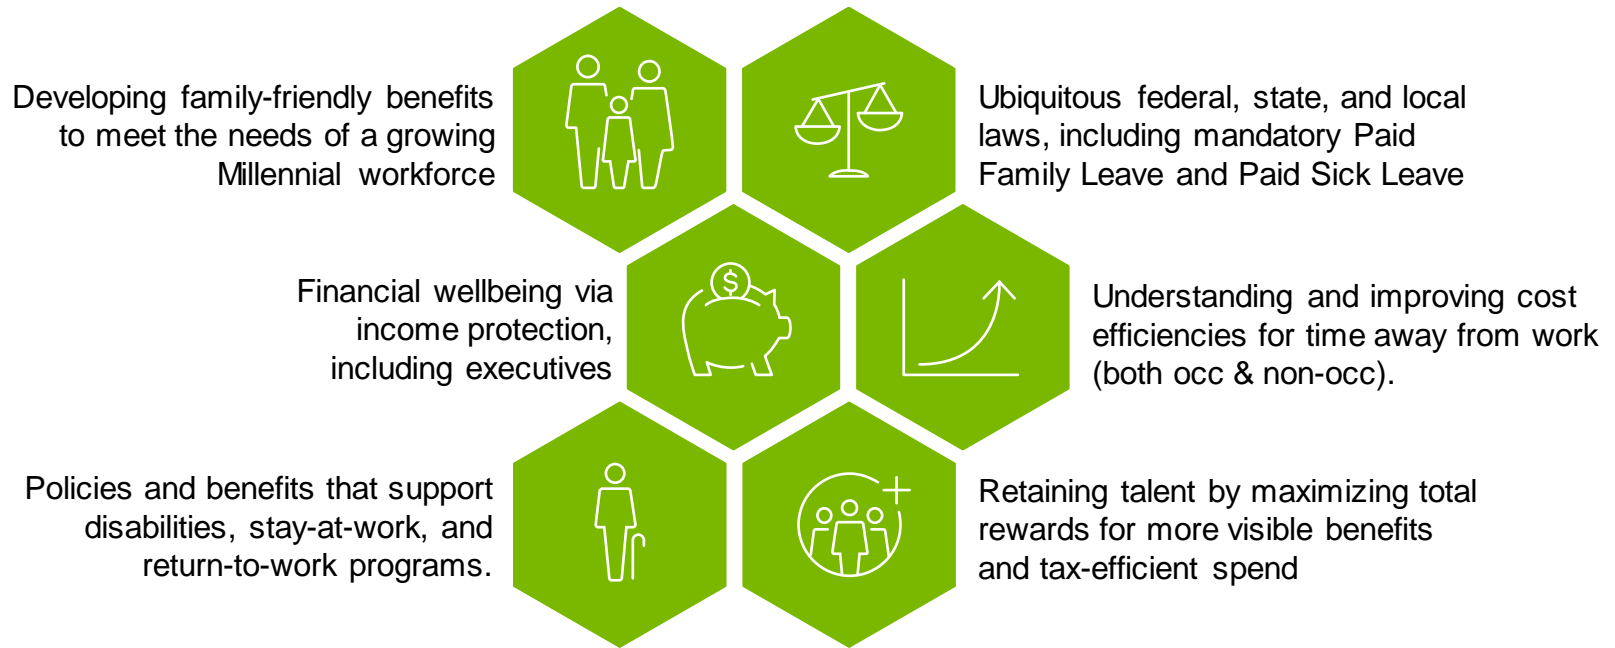 Developing family-friendly benefits
to meet the needs of a growing
Millennial workforce
Ubiquitous federal, state, and local
laws, including mandatory Paid
Family Leave and Paid Sick Leave
Financial wellbeing via
income protection,
including executives
$
Understanding and improving cost
efficiencies for time away from work
(both occ & non-occ).
Policies and benefits that support
disabilities, stay-at-work, and
return-to-work programs.
Retaining talent by maximizing total
rewards for more visible benefits
and tax-efficient spend